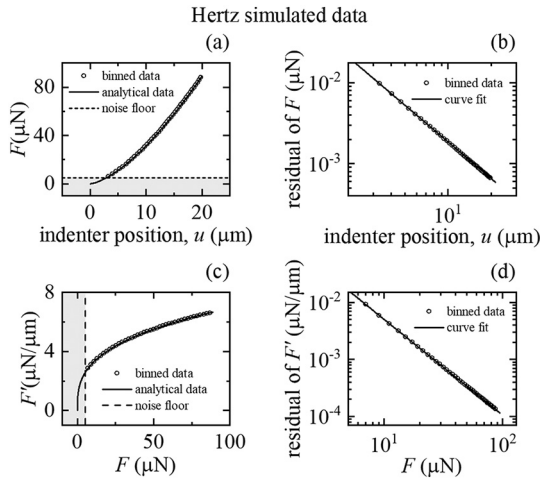 Hertz simulated data
(a)
F(μN)
80
40
0
binned data
analytical data
noise floor
0
10
20
indenter position, u (μm)
(b)
residual of F (μN)
10⁻²
10⁻³
binned data
curve fit
10¹
indenter position, u (μm)
(c)
F'(μN/μm)
8
4
0
binned data
analytical data
noise floor
0
50
100
F (μN)
(d)
residual of F' (μN/μm)
10⁻²
10⁻³
10⁻⁴
binned data
curve fit
10¹
10²
F (μN)